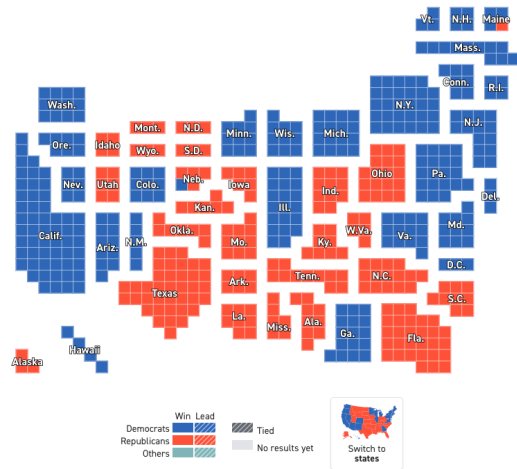 Vt.
N.H.
Maine
Mass.
Conn.
R.I.
Wash.
N.Y.
N.J.
Mont.
N.D.
Minn.
Wis.
Mich.
Ore.
Idaho
Wyo.
S.D.
Ohio
Pa.
Nev.
Utah
Colo.
Neb.
Iowa
Ill.
Ind.
Del.
Kan.
Calif.
Ariz.
N.M.
Okla.
Mo.
Ky.
W.Va.
Va.
Md.
D.C.
Texas
Ark.
Tenn.
N.C.
S.C.
La.
Miss.
Ala.
Ga.
Fla.
Hawaii
Alaska
Win Lead
Democrats
Republicans
Others
Tied
No results yet
Switch to
states